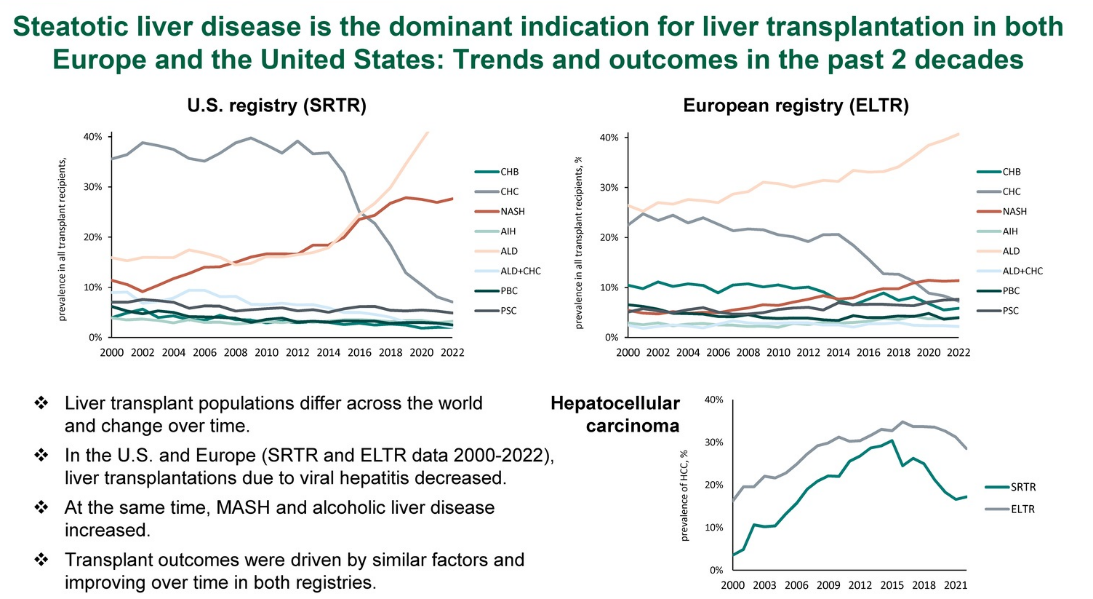 Steatotic liver disease is the dominant indication for liver transplantation in both
Europe and the United States: Trends and outcomes in the past 2 decades
U.S. registry (SRTR)
prevalence in all transplant recipients,
40%
30%
20%
10%
0%
2000 2002 2004 2006 2008 2010 2012 2014 2016 2018 2020 2022
CHB
CHC
NASH
AIH
ALD
ALD+CHC
PBC
PSC
European registry (ELTR)
prevalence in all transplant recipients, %
40%
30%
20%
10%
0%
2000 2002 2004 2006 2008 2010 2012 2014 2016 2018 2020 2022
CHB
CHC
NASH
AIH
ALD
ALD+CHC
PBC
PSC
❖ Liver transplant populations differ across the world
and change over time.
❖ In the U.S. and Europe (SRTR and ELTR data 2000-2022),
liver transplantations due to viral hepatitis decreased.
❖ At the same time, MASH and alcoholic liver disease
increased.
❖ Transplant outcomes were driven by similar factors and
improving over time in both registries.
Hepatocellular
carcinoma
prevalence of HCC, %
40%
30%
20%
10%
0%
2000 2003 2006 2009 2012 2015 2018 2021
SRTR
ELTR